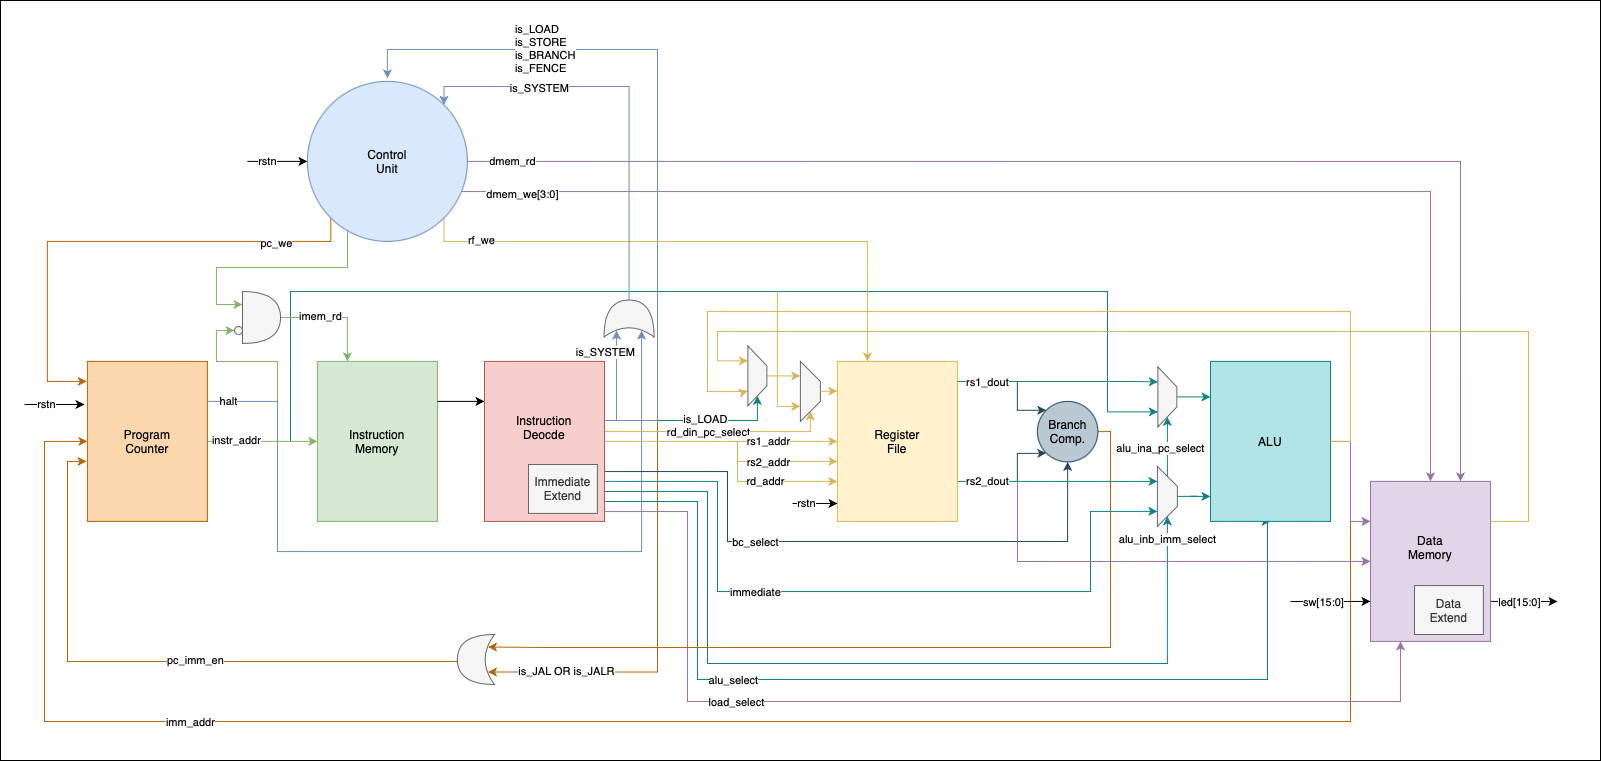 is_LOAD
is_STORE
is_BRANCH
is_FENCE
is_SYSTEM
Control
Unit
rstn
dmem_rd
dmem_we[3:0]
pc_we
rf_we
imem_rd
is_SYSTEM
rstn
halt
Program
Counter
instr_addr
Instruction
Memory
Instruction
Deocde
Immediate
Extend
is_LOAD
rd_din_pc_select
rs1_addr
rs2_addr
rd_addr
rstn
Register
File
rs1_dout
rs2_dout
Branch
Comp.
alu_ina_pc_select
alu_inb_imm_select
ALU
bc_select
immediate
Data
Memory
sw[15:0]
Data
Extend
led[15:0]
pc_imm_en
is_JAL OR is_JALR
alu_select
load_select
imm_addr